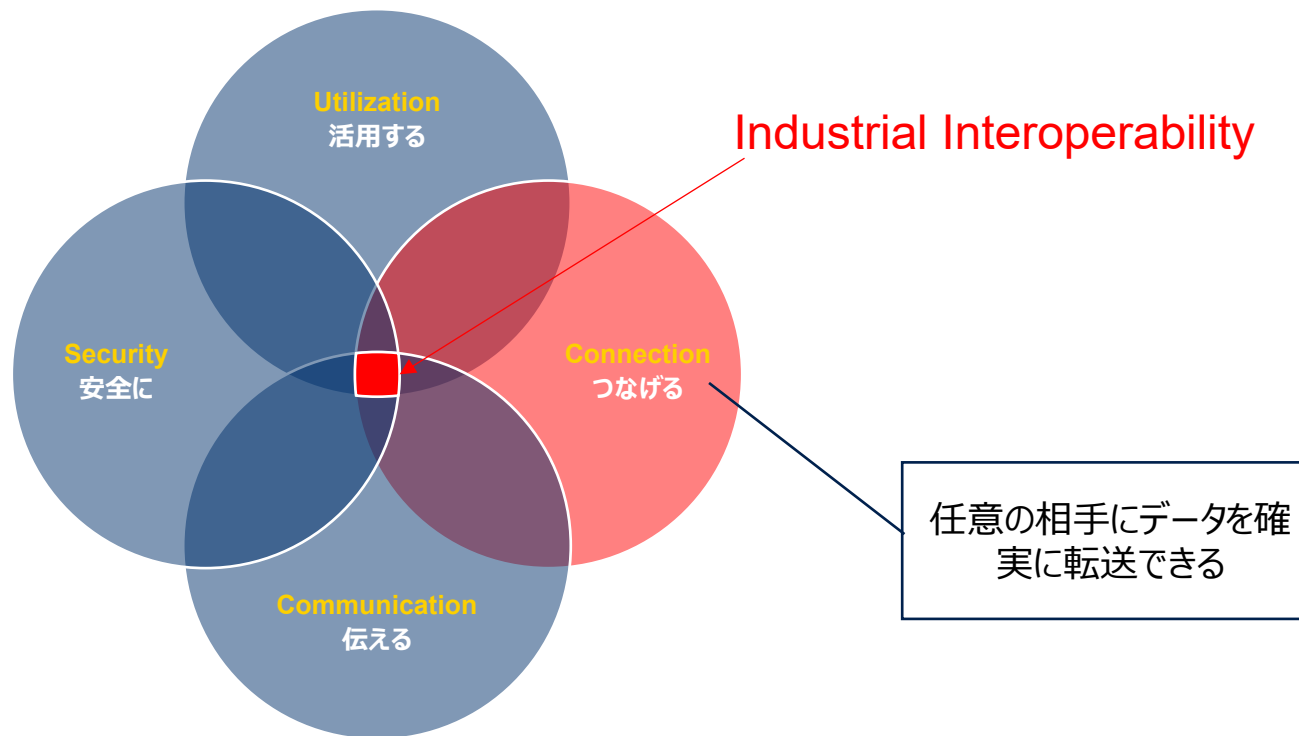 Utilization
活用する
Industrial Interoperability
Security
安全に
Connection
つなげる
任意の相手にデータを確
実に転送できる
Communication
伝える